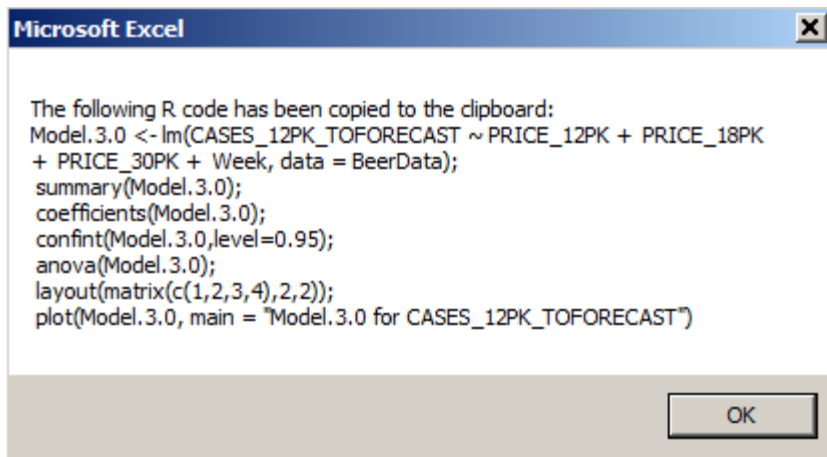 Microsoft Excel
The following R code has been copied to the clipboard:
Model.3.0 <- lm(CASES_12PK_TOFORECAST ~ PRICE_12PK + PRICE_18PK
+ PRICE_30PK + Week, data = BeerData);
summary(Model.3.0);
coefficients(Model.3.0);
confint(Model.3.0,level=0.95);
anova(Model.3.0);
layout(matrix(c(1,2,3,4),2,2));
plot(Model.3.0, main = "Model.3.0 for CASES_12PK_TOFORECAST")
OK